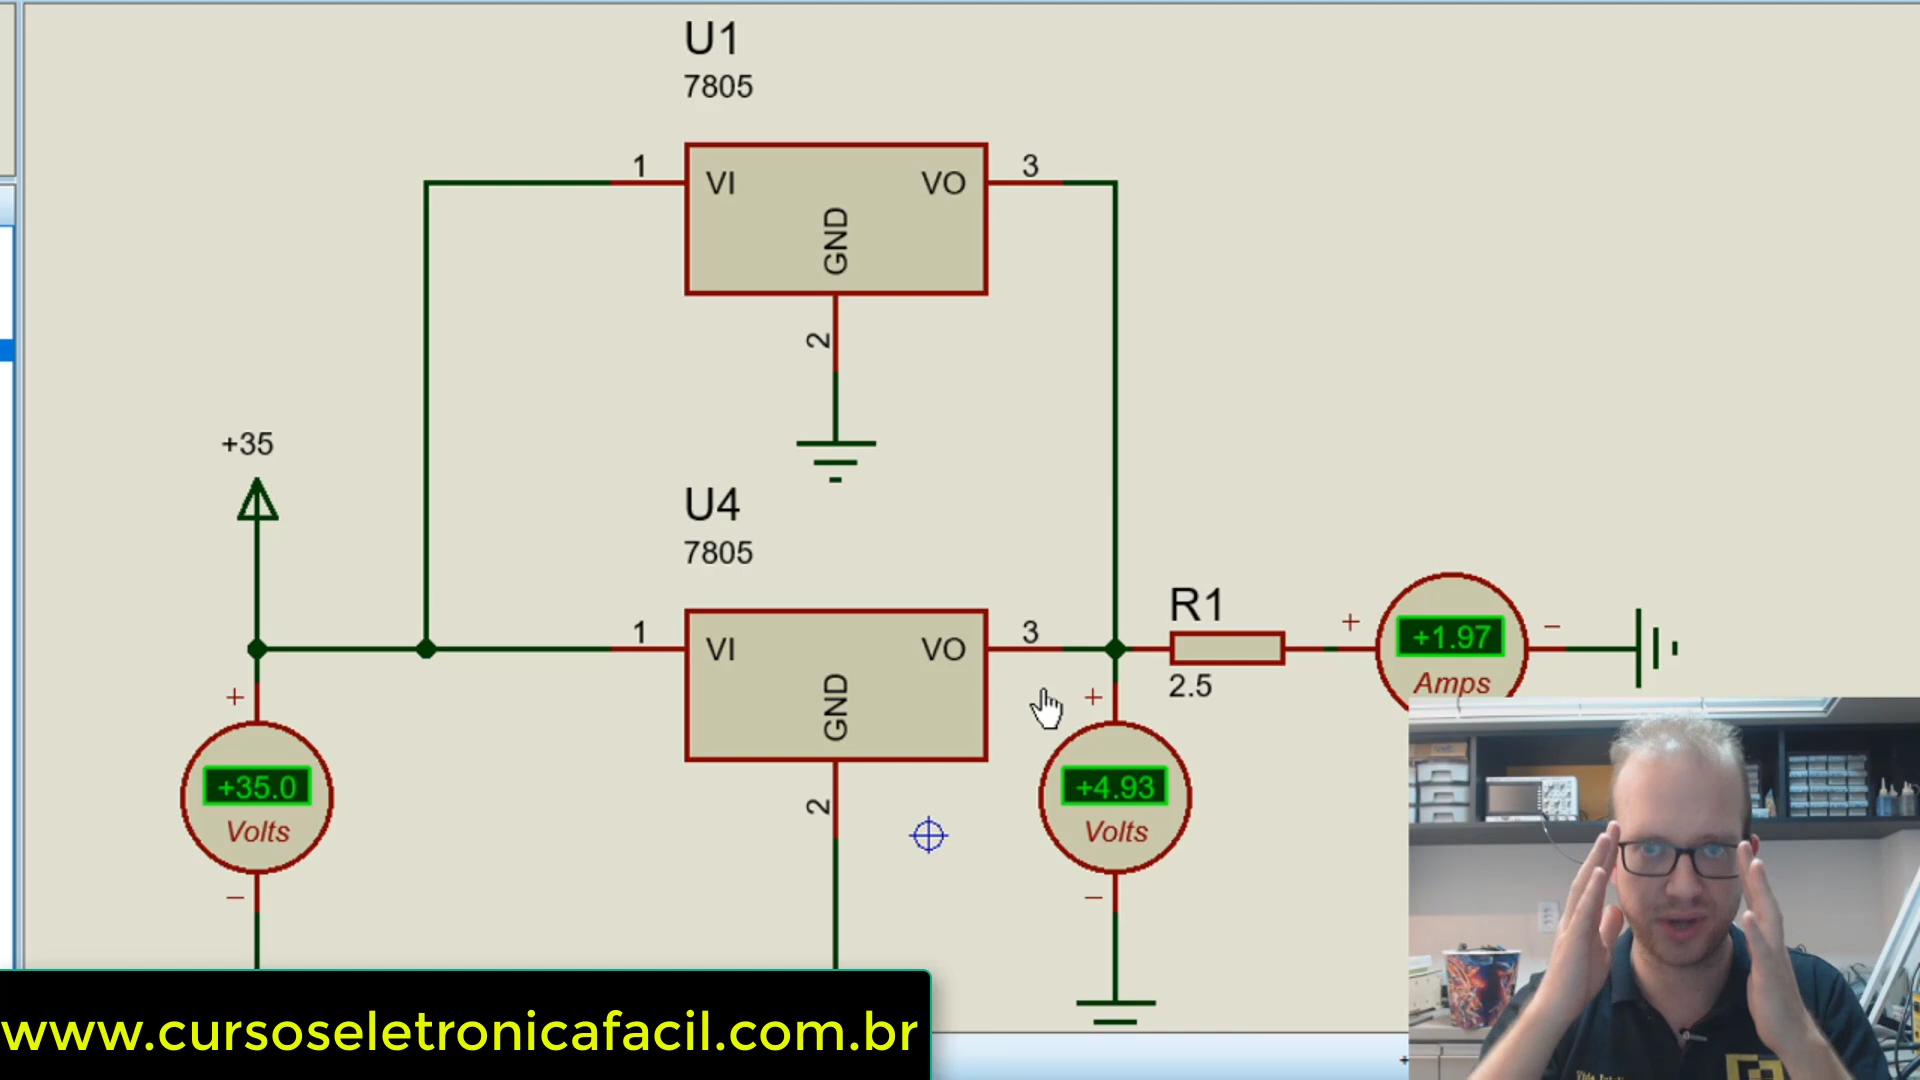 U1
7805
1
VI
VO
3
GND
2
+35
U4
7805
1
VI
VO
3
GND
2
R1
2.5
+
+1.97
Amps
−
+
+35.0
Volts
−
+
+4.93
Volts
−
www.cursoseletronicafacil.com.br